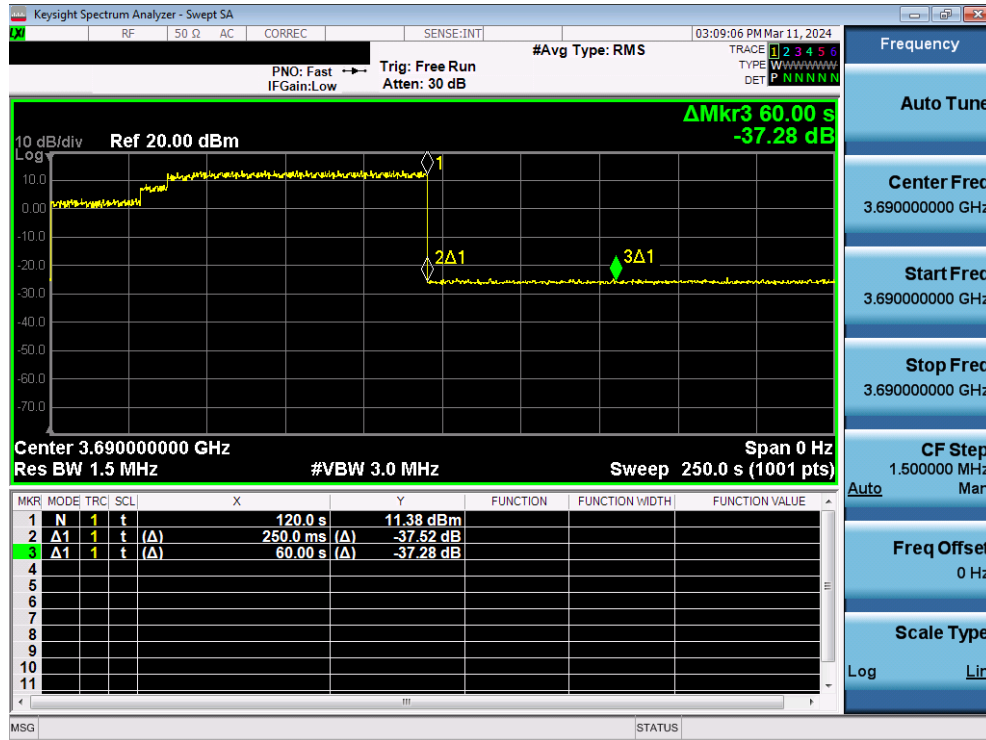 Keysight Spectrum Analyzer - Swept SA
LXI RF 50 Ω AC CORREC SENSE:INT 03:09:06 PM Mar 11, 2024
#Avg Type: RMS TRACE 1 2 3 4 5 6
PNO: Fast Trig: Free Run TYPE WWWWWW
IFGain:Low Atten: 30 dB DET P N N N N N
ΔMkr3 60.00 s
-37.28 dB
10 dB/div Ref 20.00 dBm
Log
10.0
0.00
-10.0
-20.0
-30.0
-40.0
-50.0
-60.0
-70.0
1
2Δ1
3Δ1
Center 3.690000000 GHz Span 0 Hz
Res BW 1.5 MHz #VBW 3.0 MHz Sweep 250.0 s (1001 pts)
MKR MODE TRC SCL X Y FUNCTION FUNCTION WIDTH FUNCTION VALUE
1 N 1 t 120.0 s 11.38 dBm
2 Δ1 1 t (Δ) 250.0 ms (Δ) -37.52 dB
3 Δ1 1 t (Δ) 60.00 s (Δ) -37.28 dB
4
5
6
7
8
9
10
11
MSG STATUS
Frequency
Auto Tune
Center Freq
3.690000000 GHz
Start Freq
3.690000000 GHz
Stop Freq
3.690000000 GHz
CF Step
1.500000 MHz
Auto Man
Freq Offset
0 Hz
Scale Type
Log Lin